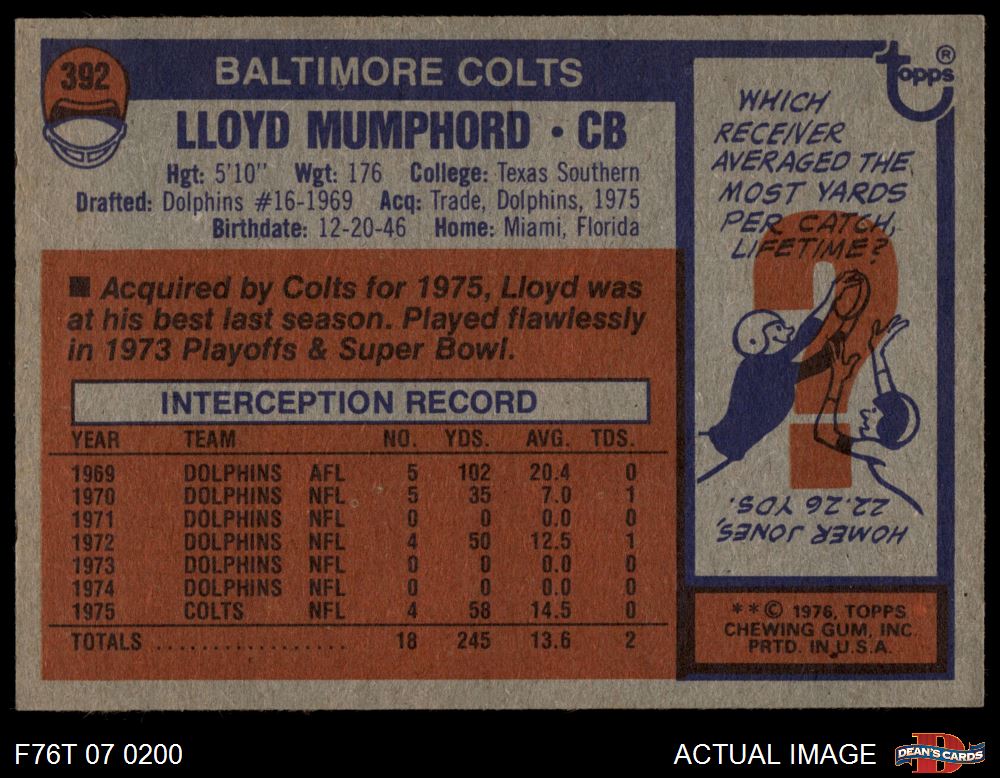 392
BALTIMORE COLTS
LLOYD MUMPHORD • CB
Hgt: 5'10" Wgt: 176 College: Texas Southern
Drafted: Dolphins #16-1969 Acq: Trade, Dolphins, 1975
Birthdate: 12-20-46 Home: Miami, Florida
■ Acquired by Colts for 1975, Lloyd was
at his best last season. Played flawlessly
in 1973 Playoffs & Super Bowl.
INTERCEPTION RECORD
YEAR TEAM NO. YDS. AVG. TDS.
1969 DOLPHINS AFL 5 102 20.4 0
1970 DOLPHINS NFL 5 35 7.0 1
1971 DOLPHINS NFL 0 0 0.0 0
1972 DOLPHINS NFL 4 50 12.5 1
1973 DOLPHINS NFL 0 0 0.0 0
1974 DOLPHINS NFL 0 0 0.0 0
1975 COLTS NFL 4 58 14.5 0
TOTALS .................. 18 245 13.6 2
topps ®
WHICH
RECEIVER
AVERAGED THE
MOST YARDS
PER CATCH,
LIFETIME?
?
HOMER JONES,
22.26 YDS.
**© 1976, TOPPS
CHEWING GUM, INC.
PRTD. IN U.S.A.
F76T 07 0200
ACTUAL IMAGE
D
DEAN'S CARDS